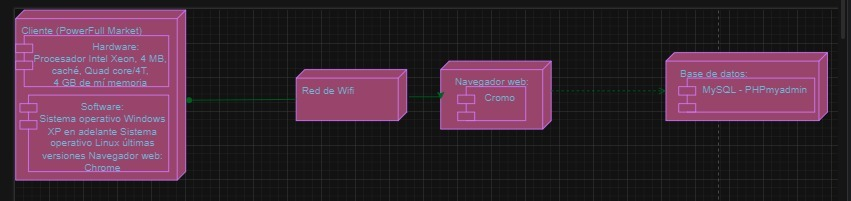 Cliente (PowerFull Market)
Hardware:
Procesador Intel Xeon, 4 MB,
caché, Quad core/4T,
4 GB de mí memoria
Software:
Sistema operativo Windows
XP en adelante Sistema
operativo Linux últimas
versiones Navegador web:
Chrome
Red de Wifi
Navegador web:
Cromo
Base de datos:
MySQL - PHPmyadmin